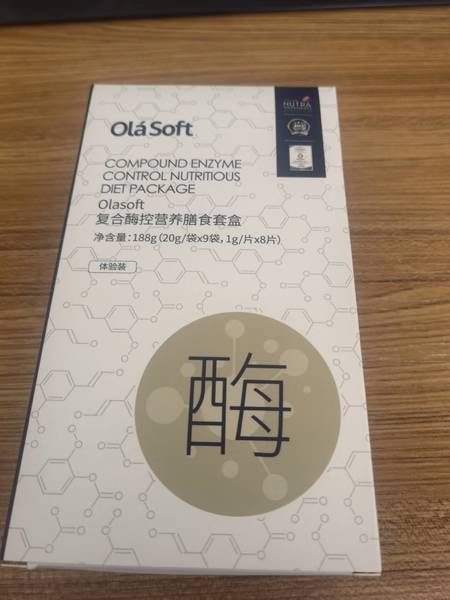 NUTRA
Olá Soft
COMPOUND ENZYME
CONTROL NUTRITIOUS
DIET PACKAGE
Olasoft
复合酶控营养膳食套盒
净含量：188g（20g/袋x9袋，1g/片x8片）
体验装
酶